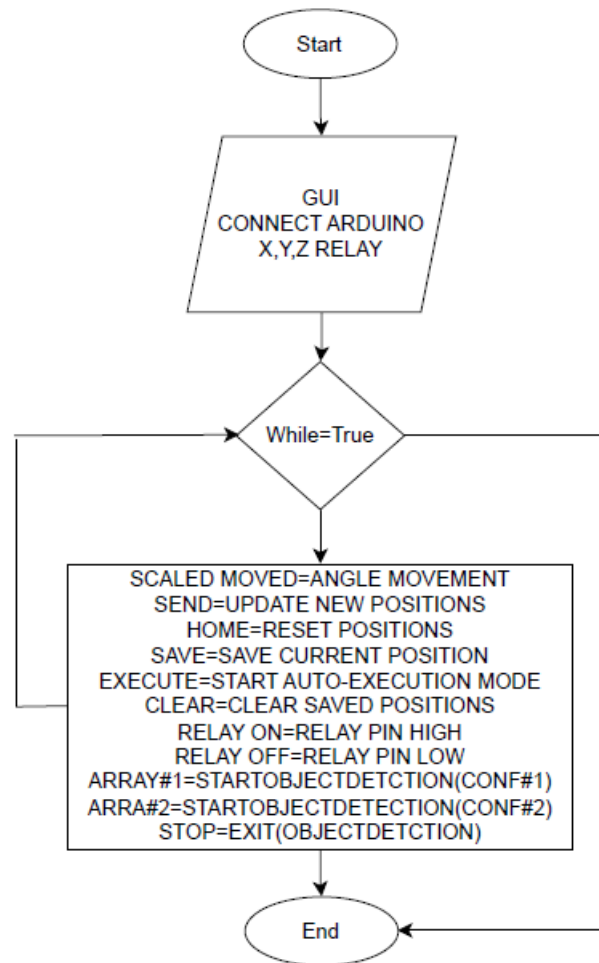 Start
GUI
CONNECT ARDUINO
X,Y,Z RELAY
While=True
SCALED MOVED=ANGLE MOVEMENT
SEND=UPDATE NEW POSITIONS
HOME=RESET POSITIONS
SAVE=SAVE CURRENT POSITION
EXECUTE=START AUTO-EXECUTION MODE
CLEAR=CLEAR SAVED POSITIONS
RELAY ON=RELAY PIN HIGH
RELAY OFF=RELAY PIN LOW
ARRAY#1=STARTOBJECTDETCTION(CONF#1)
ARRA#2=STARTOBJECTDETECTION(CONF#2)
STOP=EXIT(OBJECTDETCTION)
End